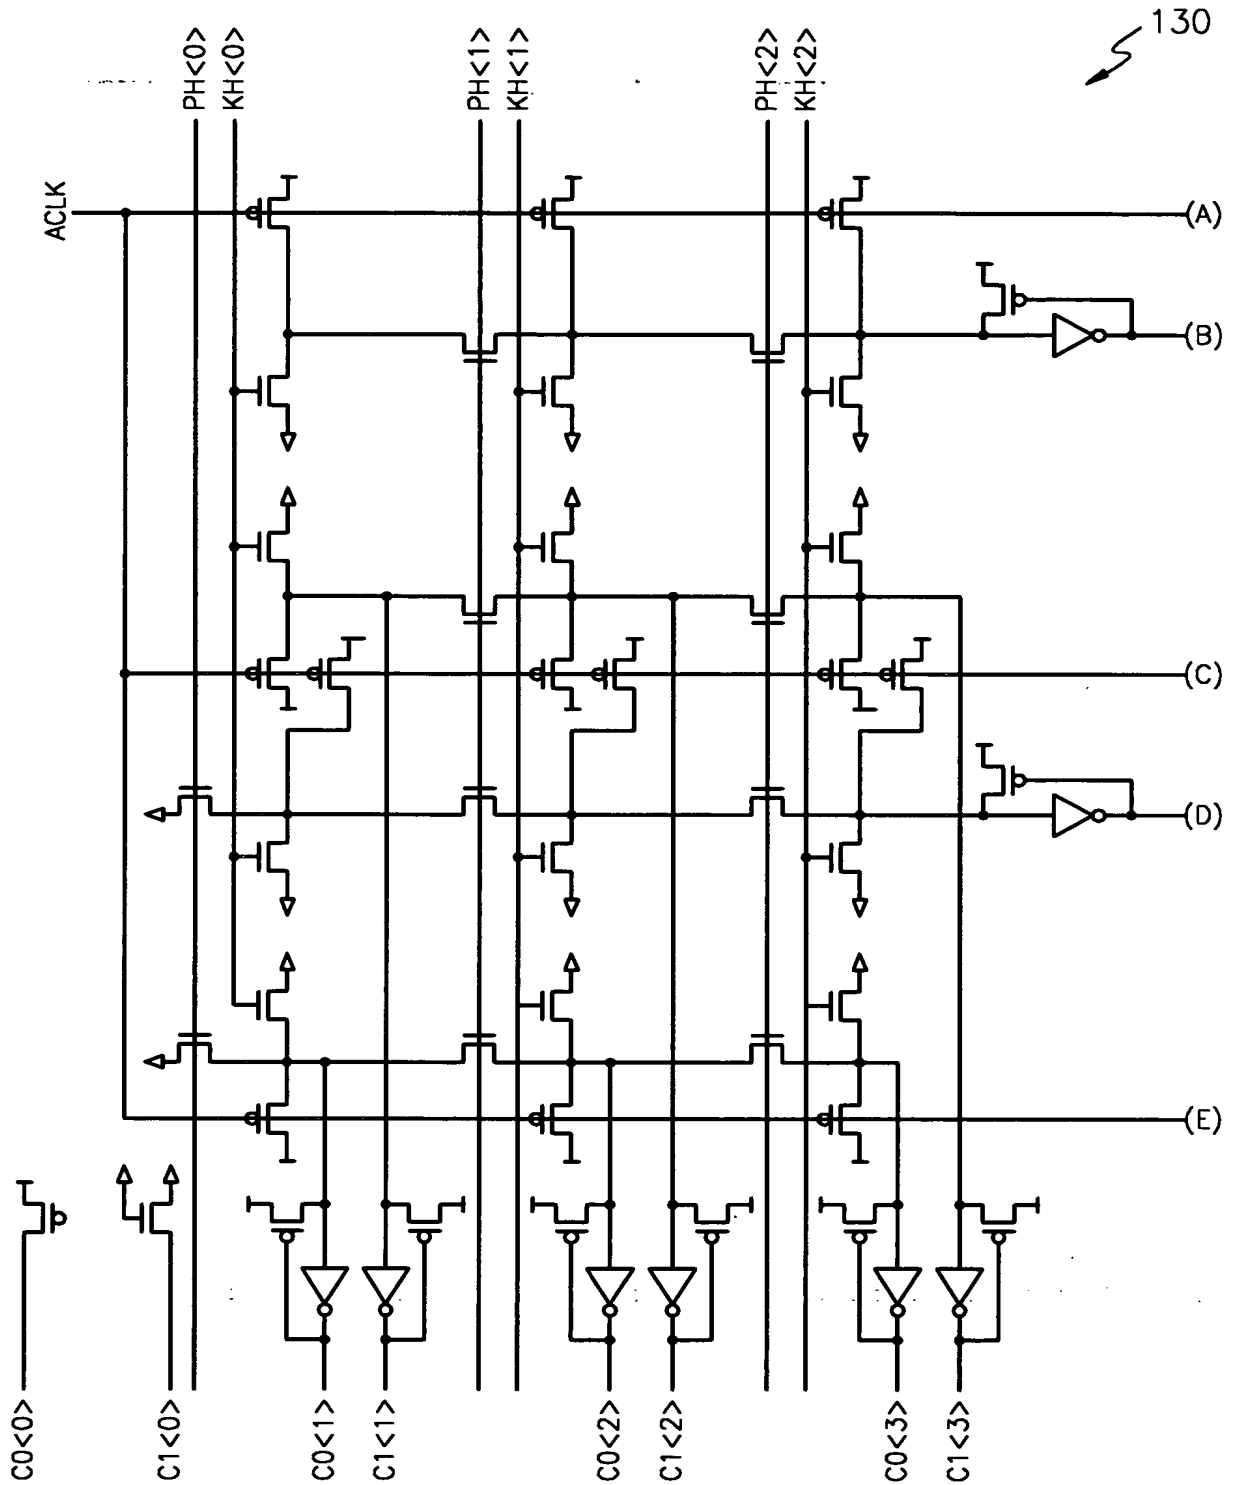 130
PH<0>
KH<0>
PH<1>
KH<1>
PH<2>
KH<2>
ACLK
(A)
(B)
(C)
(D)
(E)
C0<0>
C1<0>
C0<1>
C1<1>
C0<2>
C1<2>
C0<3>
C1<3>